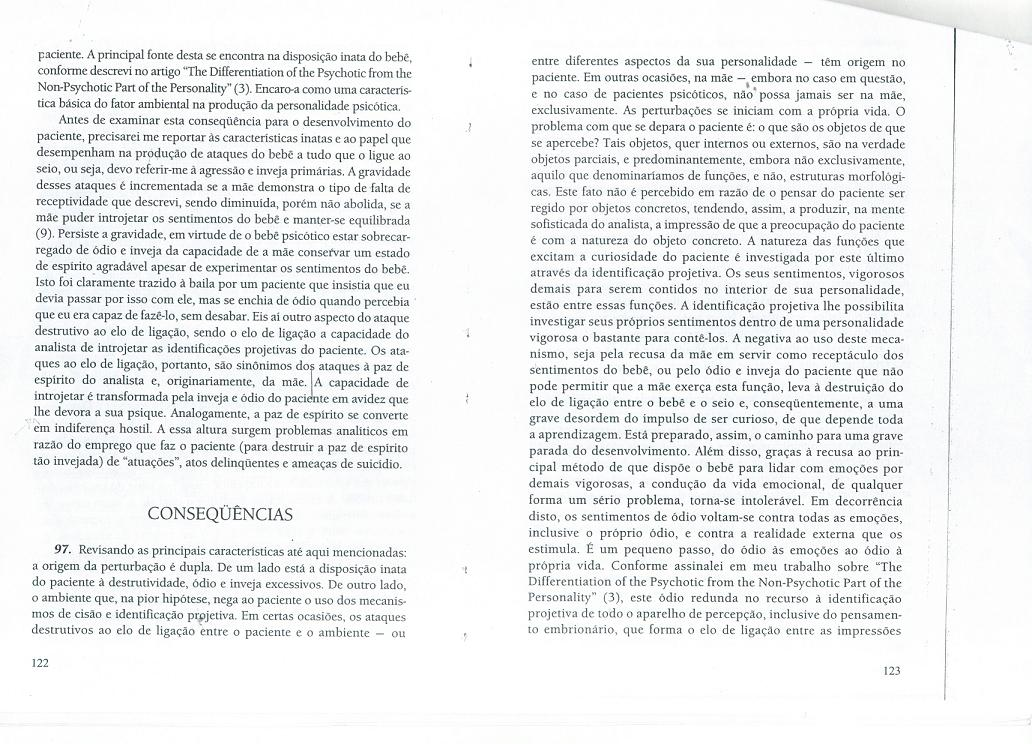 paciente. A principal fonte desta se encontra na disposição inata do bebê,
conforme descrevi no artigo “The Differentiation of the Psychotic from the
Non-Psychotic Part of the Personality” (3). Encaro-a como uma caracterís-
tica básica do fator ambiental na produção da personalidade psicótica.
Antes de examinar esta conseqüência para o desenvolvimento do
paciente, precisarei me reportar às características inatas e ao papel que
desempenham na produção de ataques do bebê a tudo que o ligue ao
seio, ou seja, devo referir-me à agressão e inveja primárias. A gravidade
desses ataques é incrementada se a mãe demonstra o tipo de falta de
receptividade que descrevi, sendo diminuída, porém não abolida, se a
mãe puder introjetar os sentimentos do bebê e manter-se equilibrada
(9). Persiste a gravidade, em virtude de o bebê psicótico estar sobrecar-
regado de ódio e inveja da capacidade de a mãe conservar um estado
de espírito agradável apesar de experimentar os sentimentos do bebê.
Isto foi claramente trazido à baila por um paciente que insistia que eu
devia passar por isso com ele, mas se enchia de ódio quando percebia
que eu era capaz de fazê-lo, sem desabar. Eis aí outro aspecto do ataque
destrutivo ao elo de ligação, sendo o elo de ligação a capacidade do
analista de introjetar as identificações projetivas do paciente. Os ata-
ques ao elo de ligação, portanto, são sinônimos dos ataques à paz de
espírito do analista e, originariamente, da mãe. A capacidade de
introjetar é transformada pela inveja e ódio do paciente em avidez que
lhe devora a sua psique. Analogamente, a paz de espírito se converte
em indiferença hostil. A essa altura surgem problemas analíticos em
razão do emprego que faz o paciente (para destruir a paz de espírito
tão invejada) de “atuações”, atos delinqüentes e ameaças de suicídio.
CONSEQÜÊNCIAS
97. Revisando as principais características até aqui mencionadas:
a origem da perturbação é dupla. De um lado está a disposição inata
do paciente à destrutividade, ódio e inveja excessivos. De outro lado,
o ambiente que, na pior hipótese, nega ao paciente o uso dos mecanis-
mos de cisão e identificação projetiva. Em certas ocasiões, os ataques
destrutivos ao elo de ligação entre o paciente e o ambiente — ou
122
entre diferentes aspectos da sua personalidade — têm origem no
paciente. Em outras ocasiões, na mãe — embora no caso em questão,
e no caso de pacientes psicóticos, não possa jamais ser na mãe,
exclusivamente. As perturbações se iniciam com a própria vida. O
problema com que se depara o paciente é: o que são os objetos de que
se apercebe? Tais objetos, quer internos ou externos, são na verdade
objetos parciais, e predominantemente, embora não exclusivamente,
aquilo que denominaríamos de funções, e não, estruturas morfológi-
cas. Este fato não é percebido em razão de o pensar do paciente ser
regido por objetos concretos, tendendo, assim, a produzir, na mente
sofisticada do analista, a impressão de que a preocupação do paciente
é com a natureza do objeto concreto. A natureza das funções que
excitam a curiosidade do paciente é investigada por este último
através da identificação projetiva. Os seus sentimentos, vigorosos
demais para serem contidos no interior de sua personalidade,
estão entre essas funções. A identificação projetiva lhe possibilita
investigar seus próprios sentimentos dentro de uma personalidade
vigorosa o bastante para contê-los. A negativa ao uso deste meca-
nismo, seja pela recusa da mãe em servir como receptáculo dos
sentimentos do bebê, ou pelo ódio e inveja do paciente que não
pode permitir que a mãe exerça esta função, leva à destruição do
elo de ligação entre o bebê e o seio e, conseqüentemente, a uma
grave desordem do impulso de ser curioso, de que depende toda
a aprendizagem. Está preparado, assim, o caminho para uma grave
parada do desenvolvimento. Além disso, graças à recusa ao prin-
cipal método de que dispõe o bebê para lidar com emoções por
demais vigorosas, a condução da vida emocional, de qualquer
forma um sério problema, torna-se intolerável. Em decorrência
disto, os sentimentos de ódio voltam-se contra todas as emoções,
inclusive o próprio ódio, e contra a realidade externa que os
estimula. É um pequeno passo, do ódio às emoções ao ódio à
própria vida. Conforme assinalei em meu trabalho sobre “The
Differentiation of the Psychotic from the Non-Psychotic Part of the
Personality” (3), este ódio redunda no recurso à identificação
projetiva de todo o aparelho de percepção, inclusive do pensamen-
to embrionário, que forma o elo de ligação entre as impressões
123